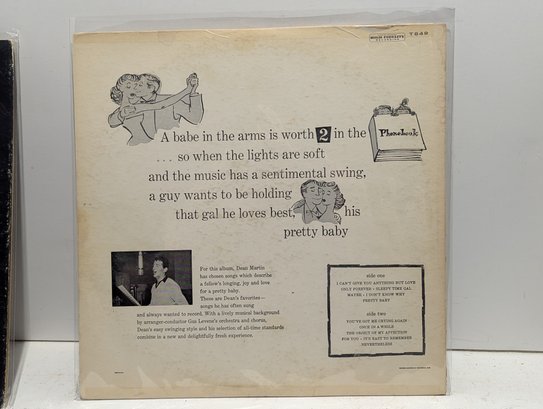 HIGH FIDELITY
RECORDING
T849
A babe in the arms is worth 2 in the
Phone book
... so when the lights are soft
and the music has a sentimental swing,
a guy wants to be holding
that gal he loves best, his
pretty baby
For this album, Dean Martin
has chosen songs which describe
a fellow's longing, joy and love
for a pretty baby.
These are Dean's favorites—
songs he has often sung
and always wanted to record. With a lively musical background
by arranger-conductor Gus Levene's orchestra and chorus,
Dean's easy swinging style and his selection of all-time standards
combine in a new and delightfully fresh experience.
side one
I CAN'T GIVE YOU ANYTHING BUT LOVE
ONLY FOREVER • SLEEPY TIME GAL
MAYBE • I DON'T KNOW WHY
PRETTY BABY
side two
YOU'VE GOT ME CRYING AGAIN
ONCE IN A WHILE
THE OBJECT OF MY AFFECTION
FOR YOU • IT'S EASY TO REMEMBER
NEVERTHELESS